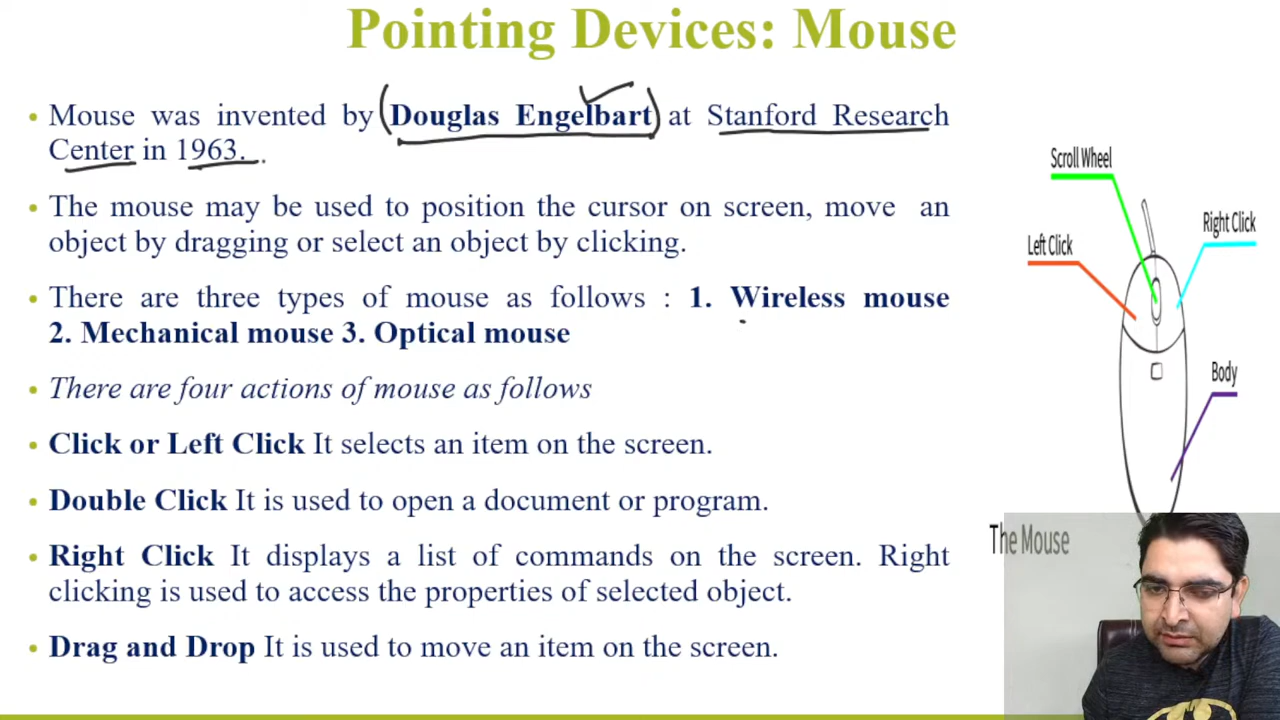 Pointing Devices: Mouse
• Mouse was invented by Douglas Engelbart at Stanford Research
Center in 1963.
• The mouse may be used to position the cursor on screen, move an
object by dragging or select an object by clicking.
• There are three types of mouse as follows : 1. Wireless mouse
2. Mechanical mouse 3. Optical mouse
• There are four actions of mouse as follows
• Click or Left Click It selects an item on the screen.
• Double Click It is used to open a document or program.
• Right Click It displays a list of commands on the screen. Right
clicking is used to access the properties of selected object.
• Drag and Drop It is used to move an item on the screen.
Scroll Wheel
Right Click
Left Click
Body
The Mouse